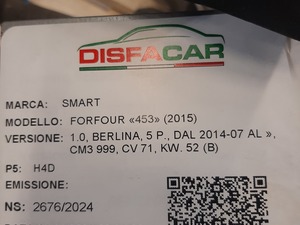 DISFACAR
MARCA: SMART
MODELLO: FORFOUR «453» (2015)
VERSIONE: 1.0, BERLINA, 5 P., DAL 2014-07 AL »,
CM3 999, CV 71, KW. 52 (B)
P5: H4D
EMISSIONE:
NS: 2676/2024